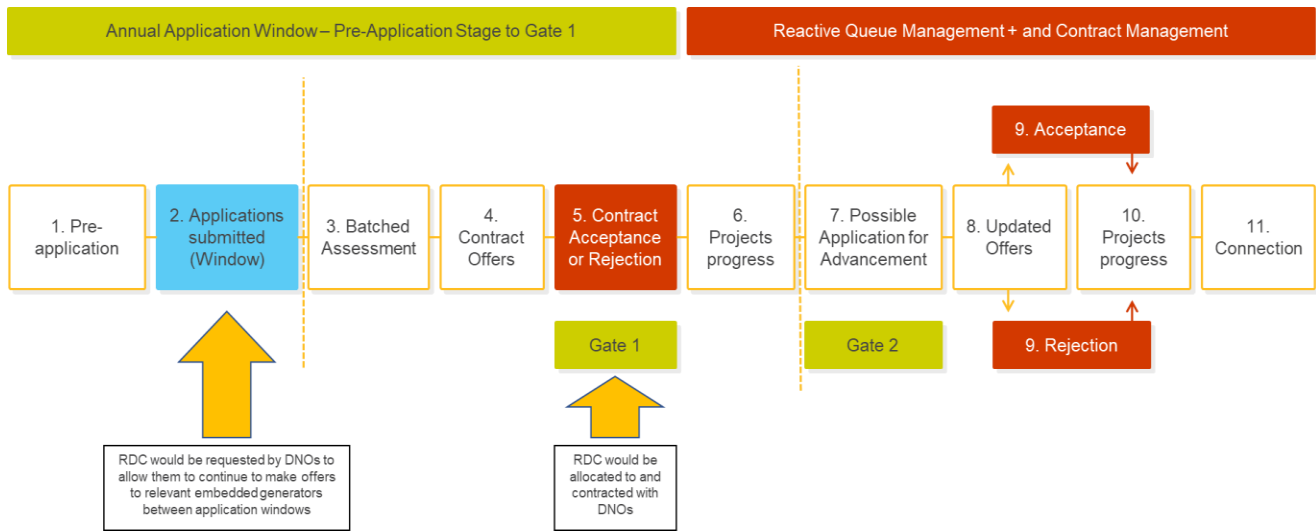 Annual Application Window – Pre-Application Stage to Gate 1
Reactive Queue Management + and Contract Management
9. Acceptance
1. Pre-
application
2. Applications
submitted
(Window)
3. Batched
Assessment
4.
Contract
Offers
5. Contract
Acceptance
or Rejection
6.
Projects
progress
7. Possible
Application for
Advancement
8. Updated
Offers
10.
Projects
progress
11.
Connection
Gate 1
Gate 2
9. Rejection
RDC would be requested by DNOs to
allow them to continue to make offers
to relevant embedded generators
between application windows
RDC would be
allocated to and
contracted with
DNOs